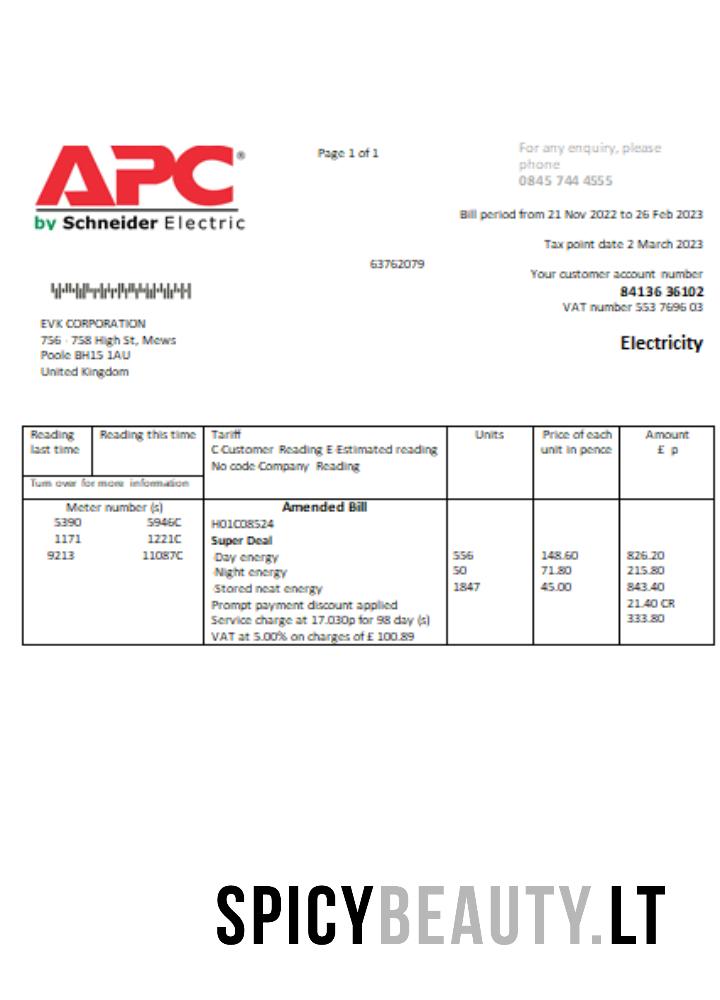 APC®
by Schneider Electric
Page 1 of 1
For any enquiry, please
phone
0845 744 4555
Bill period from 21 Nov 2022 to 26 Feb 2023
Tax point date 2 March 2023
63762079
Your customer account number
84136 36102
VAT number 553 7696 03
Electricity
EVK CORPORATION
756 - 758 High St, Mews
Poole BH15 1AU
United Kingdom
Reading last time
Reading this time
Tariff
C-Customer Reading E-Estimated reading
No code-Company Reading
Units
Price of each unit in pence
Amount £ p
Turn over for more information
Meter number (s)
Amended Bill
5390 5946C H01C08524
1171 1221C Super Deal
9213 11087C -Day energy 556 148.60 826.20
-Night energy 50 71.80 215.80
-Stored neat energy 1847 45.00 843.40
Prompt payment discount applied 21.40 CR
Service charge at 17.030p for 98 day (s) 333.80
VAT at 5.00% on charges of £ 100.89
SPICYBEAUTY.LT